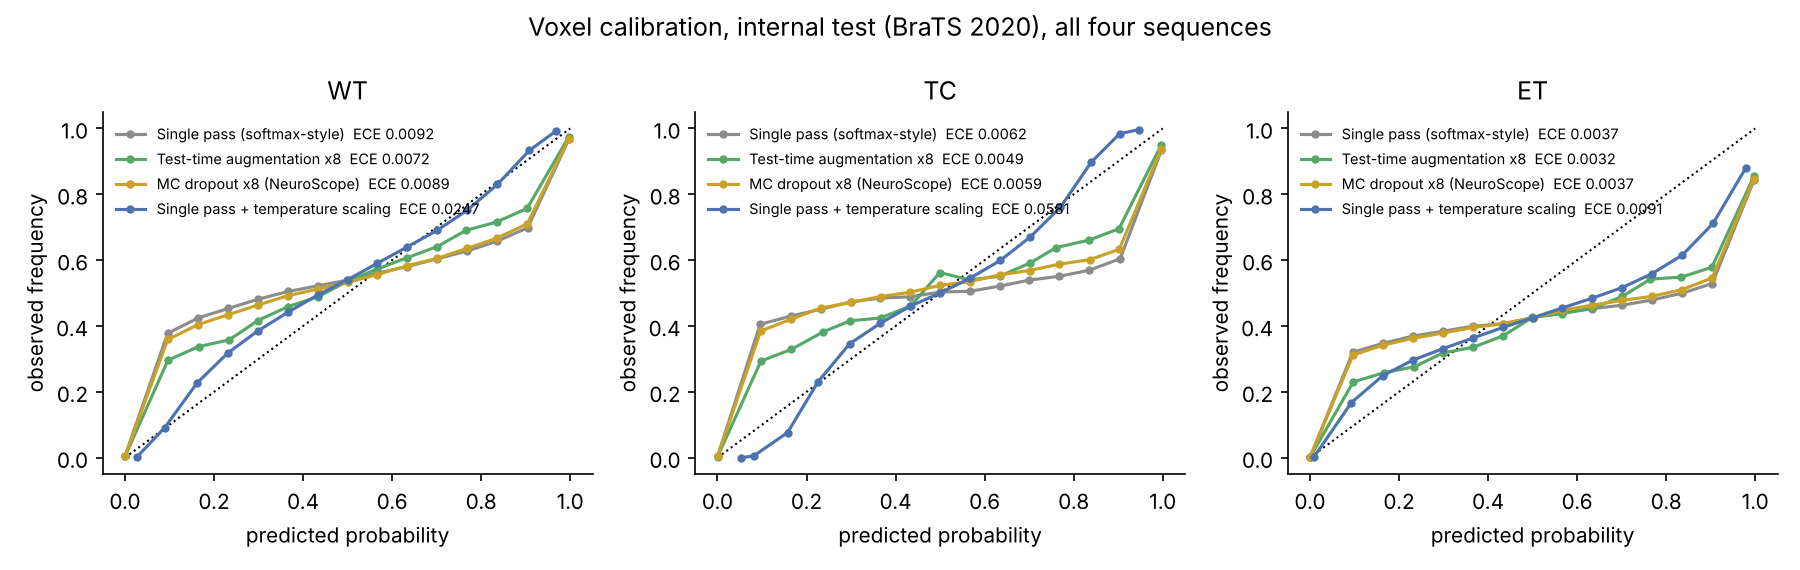 Voxel calibration, internal test (BraTS 2020), all four sequences
WT
observed frequency
1.0
0.8
0.6
0.4
0.2
0.0
Single pass (softmax-style) ECE 0.0092
Test-time augmentation x8 ECE 0.0072
MC dropout x8 (NeuroScope) ECE 0.0089
Single pass + temperature scaling ECE 0.0247
0.0 0.2 0.4 0.6 0.8 1.0
predicted probability
TC
observed frequency
1.0
0.8
0.6
0.4
0.2
0.0
Single pass (softmax-style) ECE 0.0062
Test-time augmentation x8 ECE 0.0049
MC dropout x8 (NeuroScope) ECE 0.0059
Single pass + temperature scaling ECE 0.0581
0.0 0.2 0.4 0.6 0.8 1.0
predicted probability
ET
observed frequency
1.0
0.8
0.6
0.4
0.2
0.0
Single pass (softmax-style) ECE 0.0037
Test-time augmentation x8 ECE 0.0032
MC dropout x8 (NeuroScope) ECE 0.0037
Single pass + temperature scaling ECE 0.0091
0.0 0.2 0.4 0.6 0.8 1.0
predicted probability